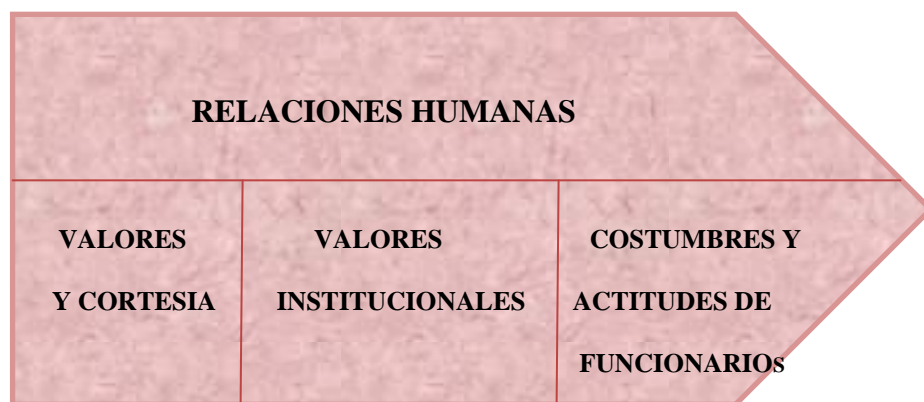 RELACIONES HUMANAS
VALORES
Y CORTESIA
VALORES
INSTITUCIONALES
COSTUMBRES Y
ACTITUDES DE
FUNCIONARIOS